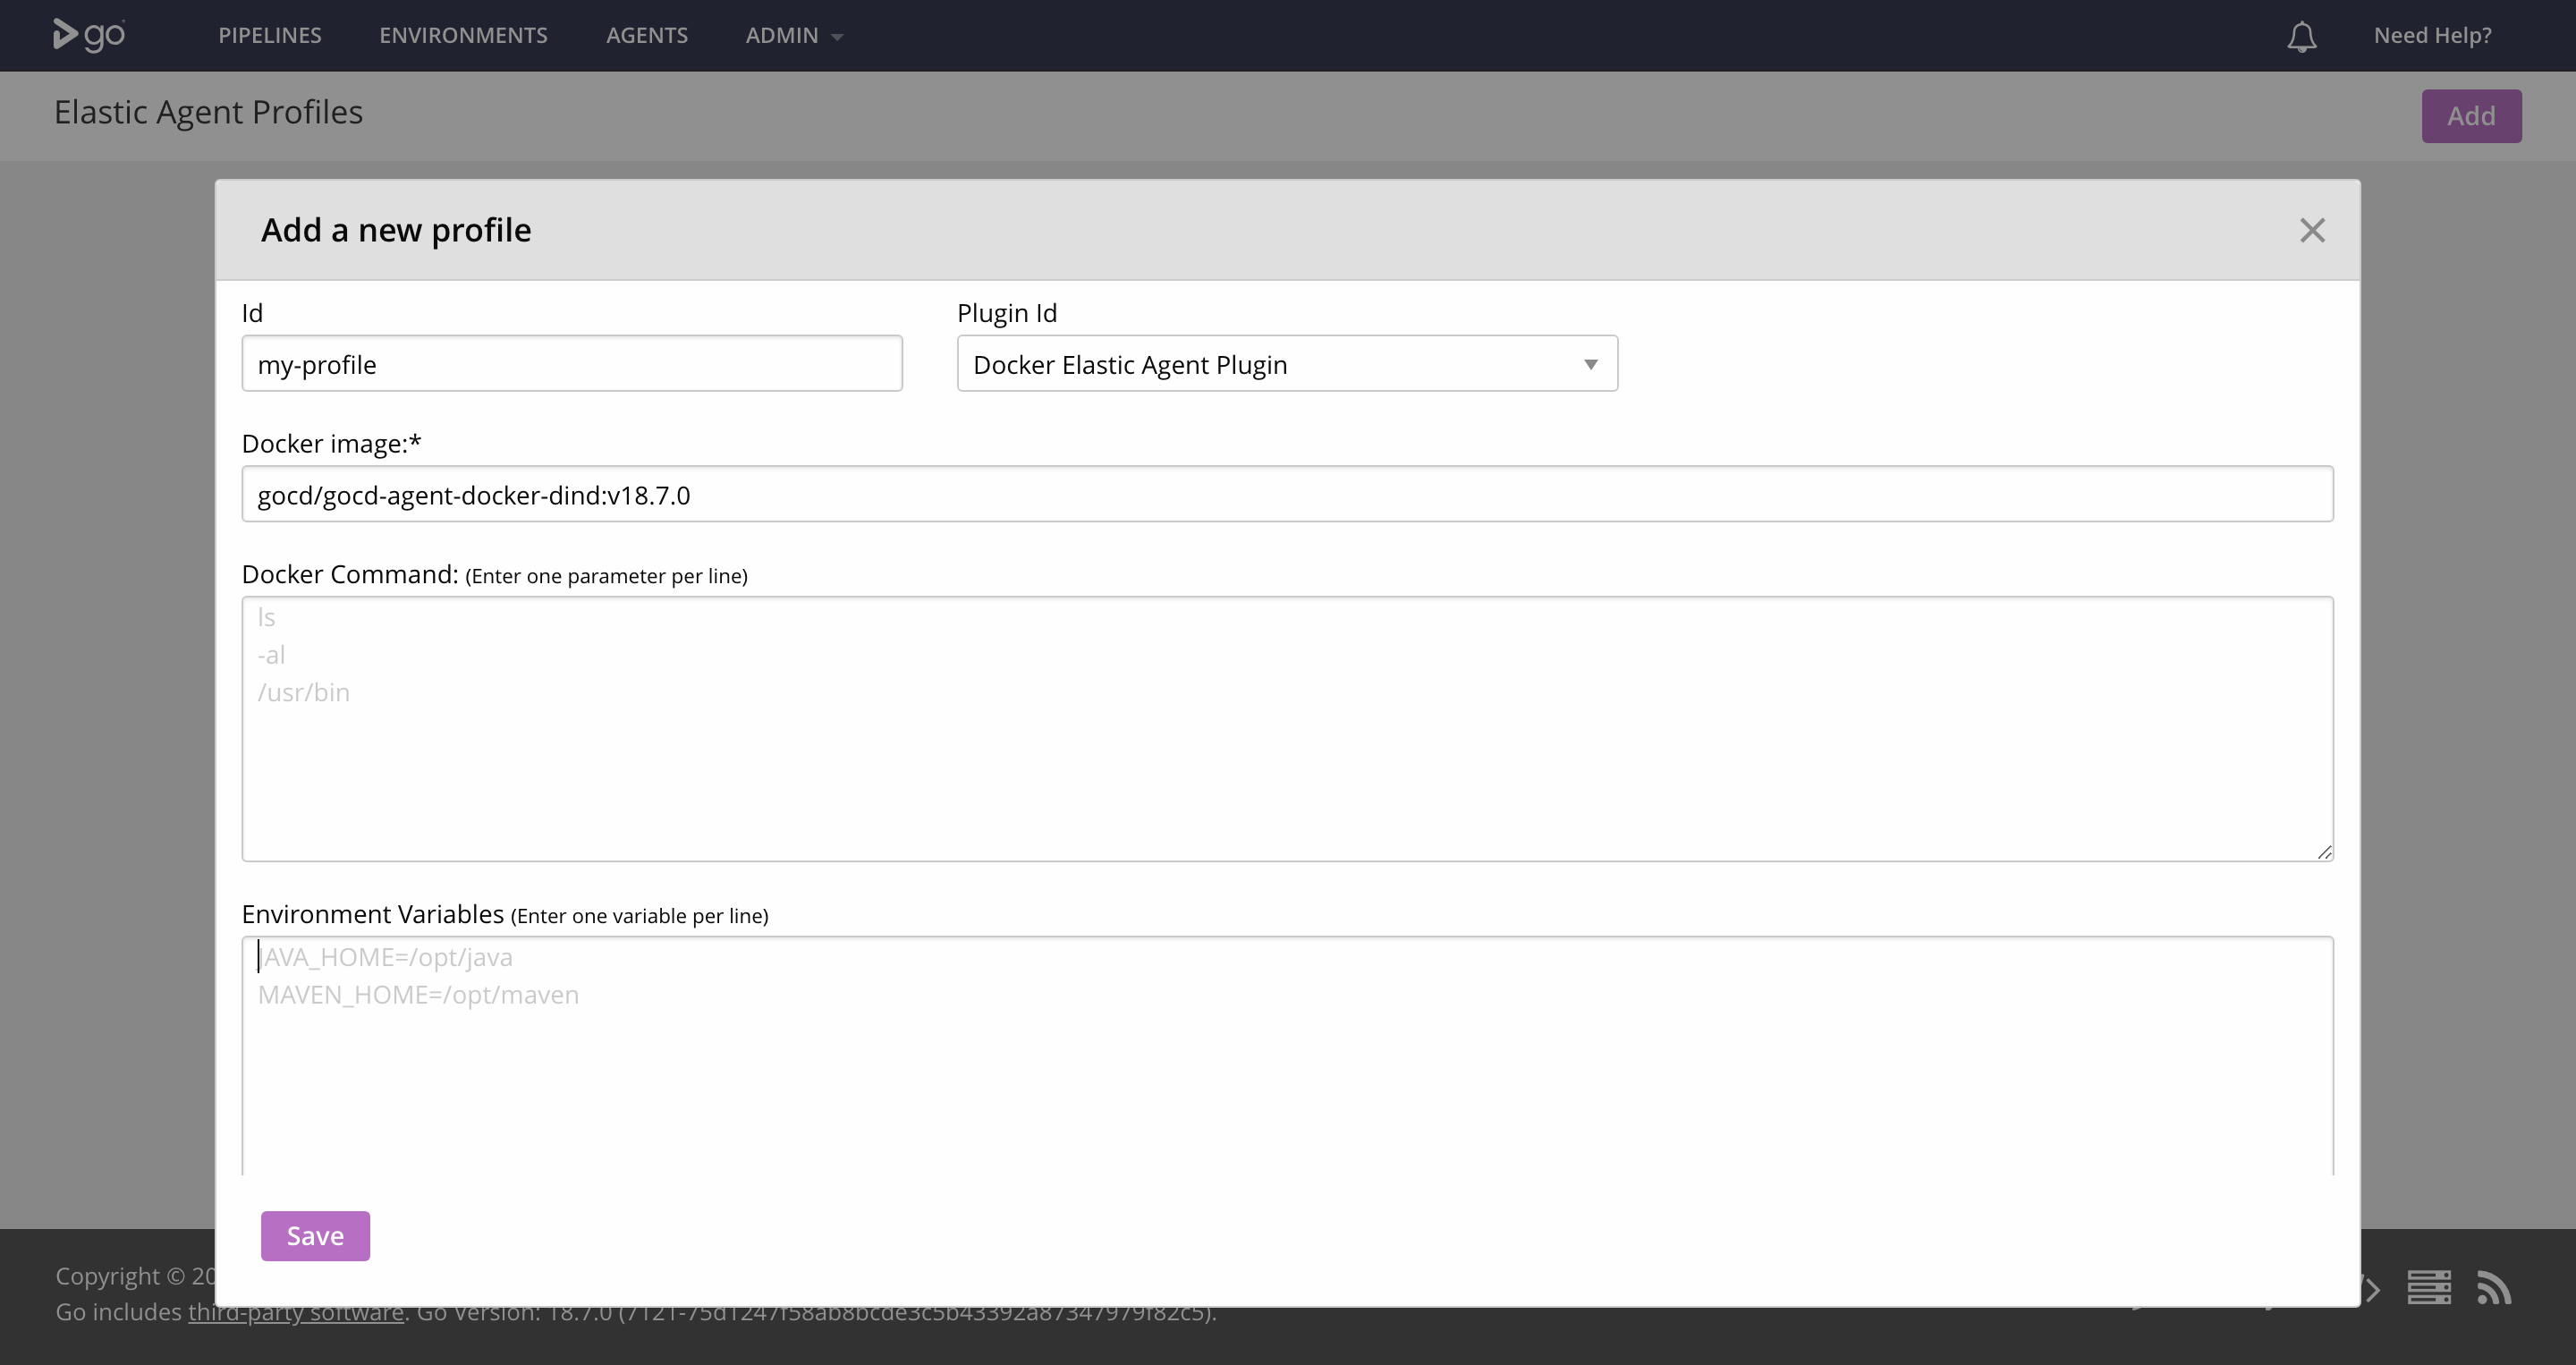 go
PIPELINES ENVIRONMENTS AGENTS ADMIN Need Help?
Elastic Agent Profiles Add
Add a new profile
Id Plugin Id
my-profile Docker Elastic Agent Plugin
Docker image:*
gocd/gocd-agent-docker-dind:v18.7.0
Docker Command: (Enter one parameter per line)
ls
-al
/usr/bin
Environment Variables (Enter one variable per line)
JAVA_HOME=/opt/java
MAVEN_HOME=/opt/maven
Save
Copyright © 20
Go includes third-party software. Go Version: 18.7.0 (7121-75d1247f58ab8bcde3c5b43392a87347979f82c5).